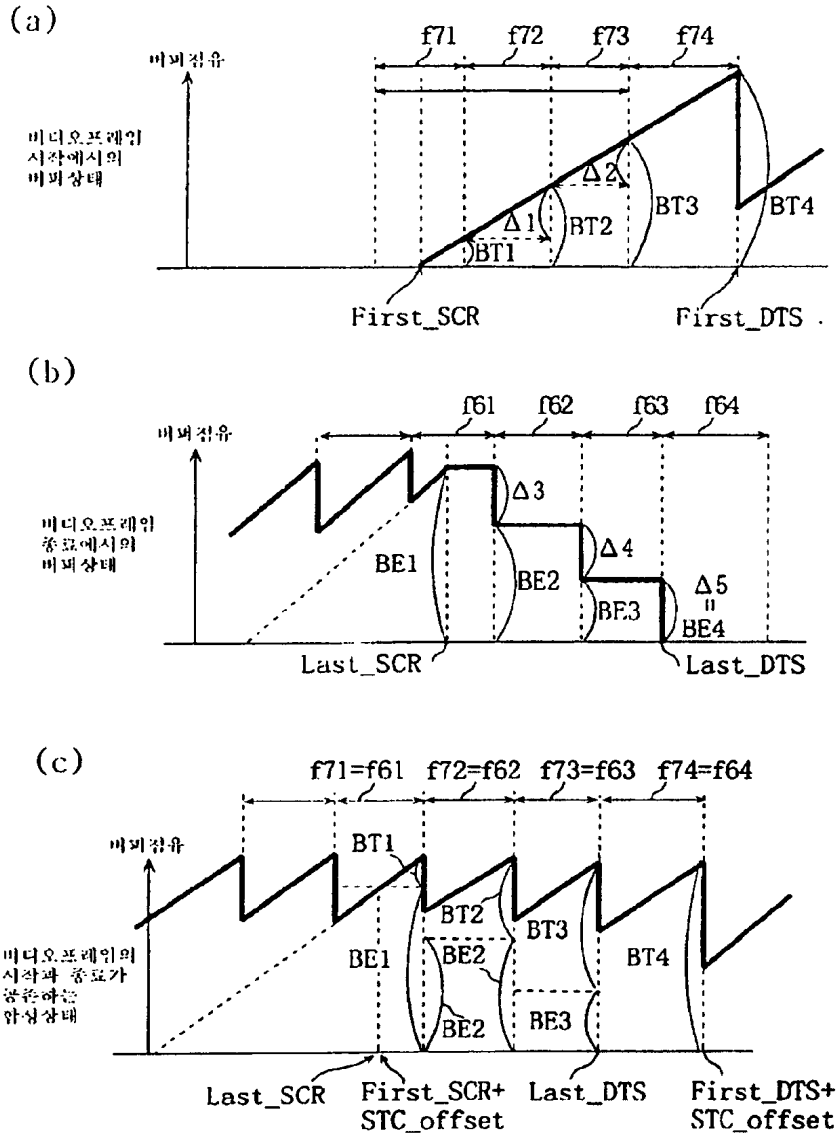 (a)
f71
f72
f73
f74
버퍼점유
비디오프레임
시작에서의
버퍼상태
Δ1
Δ2
BT1
BT2
BT3
BT4
First_SCR
First_DTS
(b)
f61
f62
f63
f64
버퍼점유
비디오프레임
종료에서의
버퍼상태
Δ3
Δ4
Δ5
=
BE1
BE2
BE3
BE4
Last_SCR
Last_DTS
(c)
f71=f61
f72=f62
f73=f63
f74=f64
버퍼점유
비디오프레임의
시작과 종료가
공존하는
합성상태
BT1
BT2
BT3
BT4
BE1
BE2
BE2
BE3
Last_SCR
First_SCR+
STC_offset
Last_DTS
First_DTS+
STC_offset